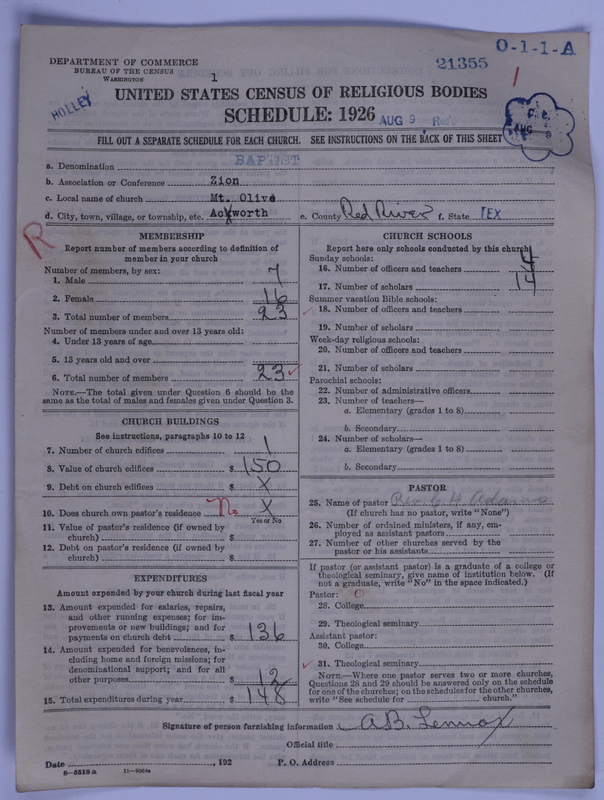 O-1-1-A
DEPARTMENT OF COMMERCE
BUREAU OF THE CENSUS
WASHINGTON
21355
1
1
HOLLEY
UNITED STATES CENSUS OF RELIGIOUS BODIES
SCHEDULE: 1926
AUG 9 Rec'
C. C.
AUG 9
FILL OUT A SEPARATE SCHEDULE FOR EACH CHURCH. SEE INSTRUCTIONS ON THE BACK OF THIS SHEET
a. Denomination BAPTIST
b. Association or Conference Zion
c. Local name of church Mt. Olive
d. City, town, village, or township, etc. Ackworth e. County Red River f. State TEX
R
MEMBERSHIP
Report number of members according to definition of
member in your church
Number of members, by sex:
1. Male 7
2. Female 16
3. Total number of members 23
Number of members under and over 13 years old:
4. Under 13 years of age
5. 13 years old and over
6. Total number of members 23 ✓
NOTE.—The total given under Question 6 should be the
same as the total of males and females given under Question 3.
CHURCH BUILDINGS
See instructions, paragraphs 10 to 12
7. Number of church edifices 1
8. Value of church edifices $ 150
9. Debt on church edifices $ X
10. Does church own pastor's residence No X
Yes or No
11. Value of pastor's residence (if owned by
church) $
12. Debt on pastor's residence (if owned by
church) $
EXPENDITURES
Amount expended by your church during last fiscal year
13. Amount expended for salaries, repairs,
and other running expenses; for im-
provements or new buildings; and for
payments on church debt $ 136
14. Amount expended for benevolences, in-
cluding home and foreign missions; for
denominational support; and for all
other purposes $ 12
15. Total expenditures during year $ 148
CHURCH SCHOOLS
Report here only schools conducted by this church
Sunday schools:
16. Number of officers and teachers 4
17. Number of scholars 14
Summer vacation Bible schools:
✓ 18. Number of officers and teachers
19. Number of scholars
Week-day religious schools:
20. Number of officers and teachers
21. Number of scholars
Parochial schools:
22. Number of administrative officers
23. Number of teachers—
a. Elementary (grades 1 to 8)
b. Secondary
24. Number of scholars—
a. Elementary (grades 1 to 8)
b. Secondary
PASTOR
25. Name of pastor Rev. C. H. Adams
(If church has no pastor, write "None")
26. Number of ordained ministers, if any, em-
ployed as assistant pastors
27. Number of other churches served by the
pastor or his assistants
If pastor (or assistant pastor) is a graduate of a college or
theological seminary, give name of institution below. (If
not a graduate, write "No" in the space indicated.)
Pastor: 0
28. College
29. Theological seminary
Assistant pastor:
30. College
✓ 31. Theological seminary
NOTE.—Where one pastor serves two or more churches,
Questions 28 and 29 should be answered only on the schedule
for one of the churches; on the schedules for the other churches,
write "See schedule for church."
Signature of person furnishing information A B. Lennox
Official title
Date , 192 P. O. Address
6—5518a 11—9264a